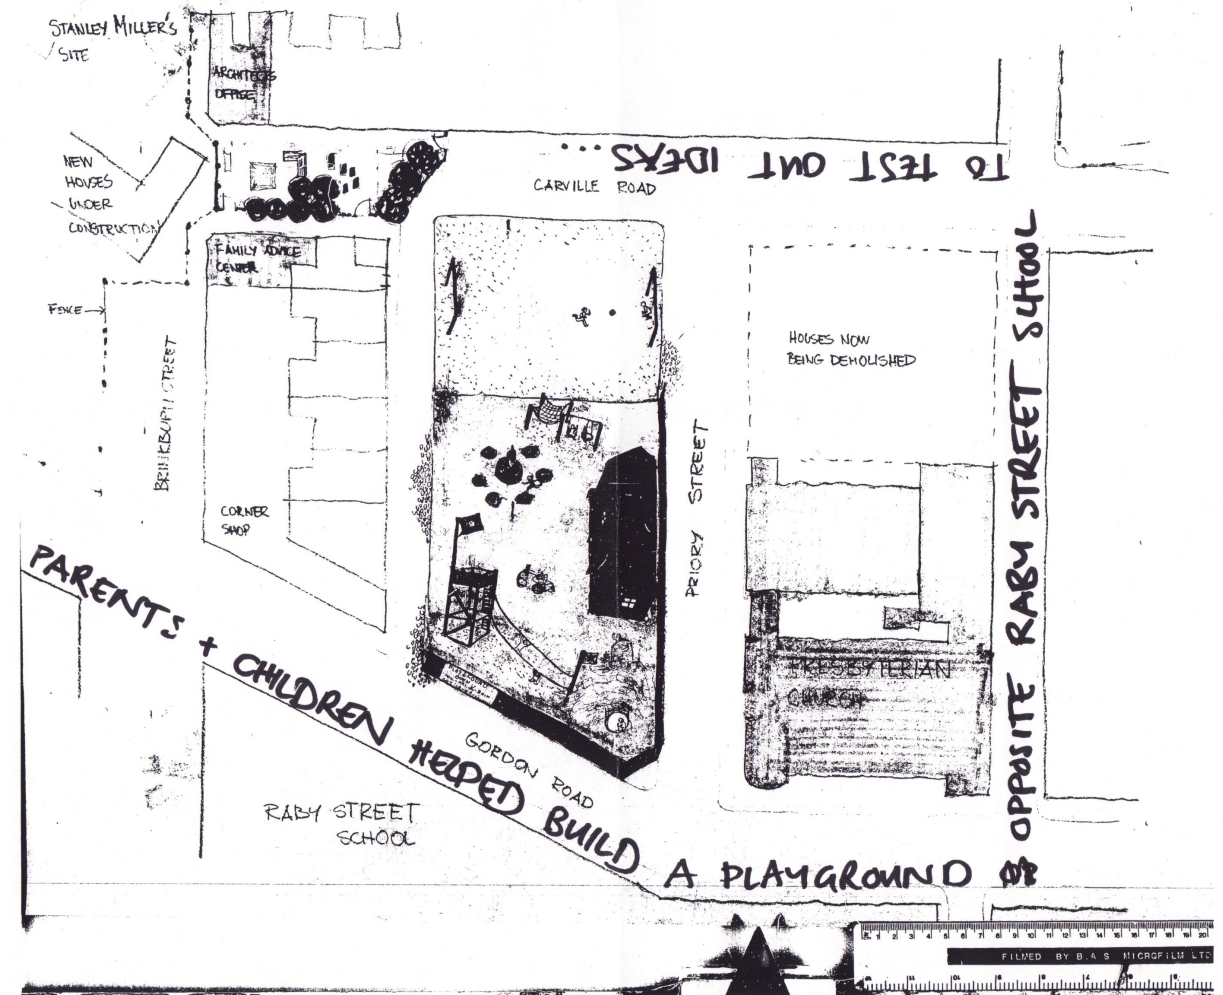 STANLEY MILLER'S
SITE
ARCHITECTS
OFFICE
NEW
HOUSES
UNDER
CONSTRUCTION
FAMILY ADVICE
CENTER
FENCE
BRINKBURN STREET
CORNER
SHOP
CARVILLE ROAD
HOUSES NOW
BEING DEMOLISHED
PRIORY STREET
PRESBYTERIAN
CHURCH
GORDON ROAD
RABY STREET
SCHOOL
PARENTS + CHILDREN HELPED BUILD A PLAYGROUND
OPPOSITE RABY STREET SCHOOL
TO TEST OUT IDEAS...
FILMED BY B.A S MICROFILM LTD